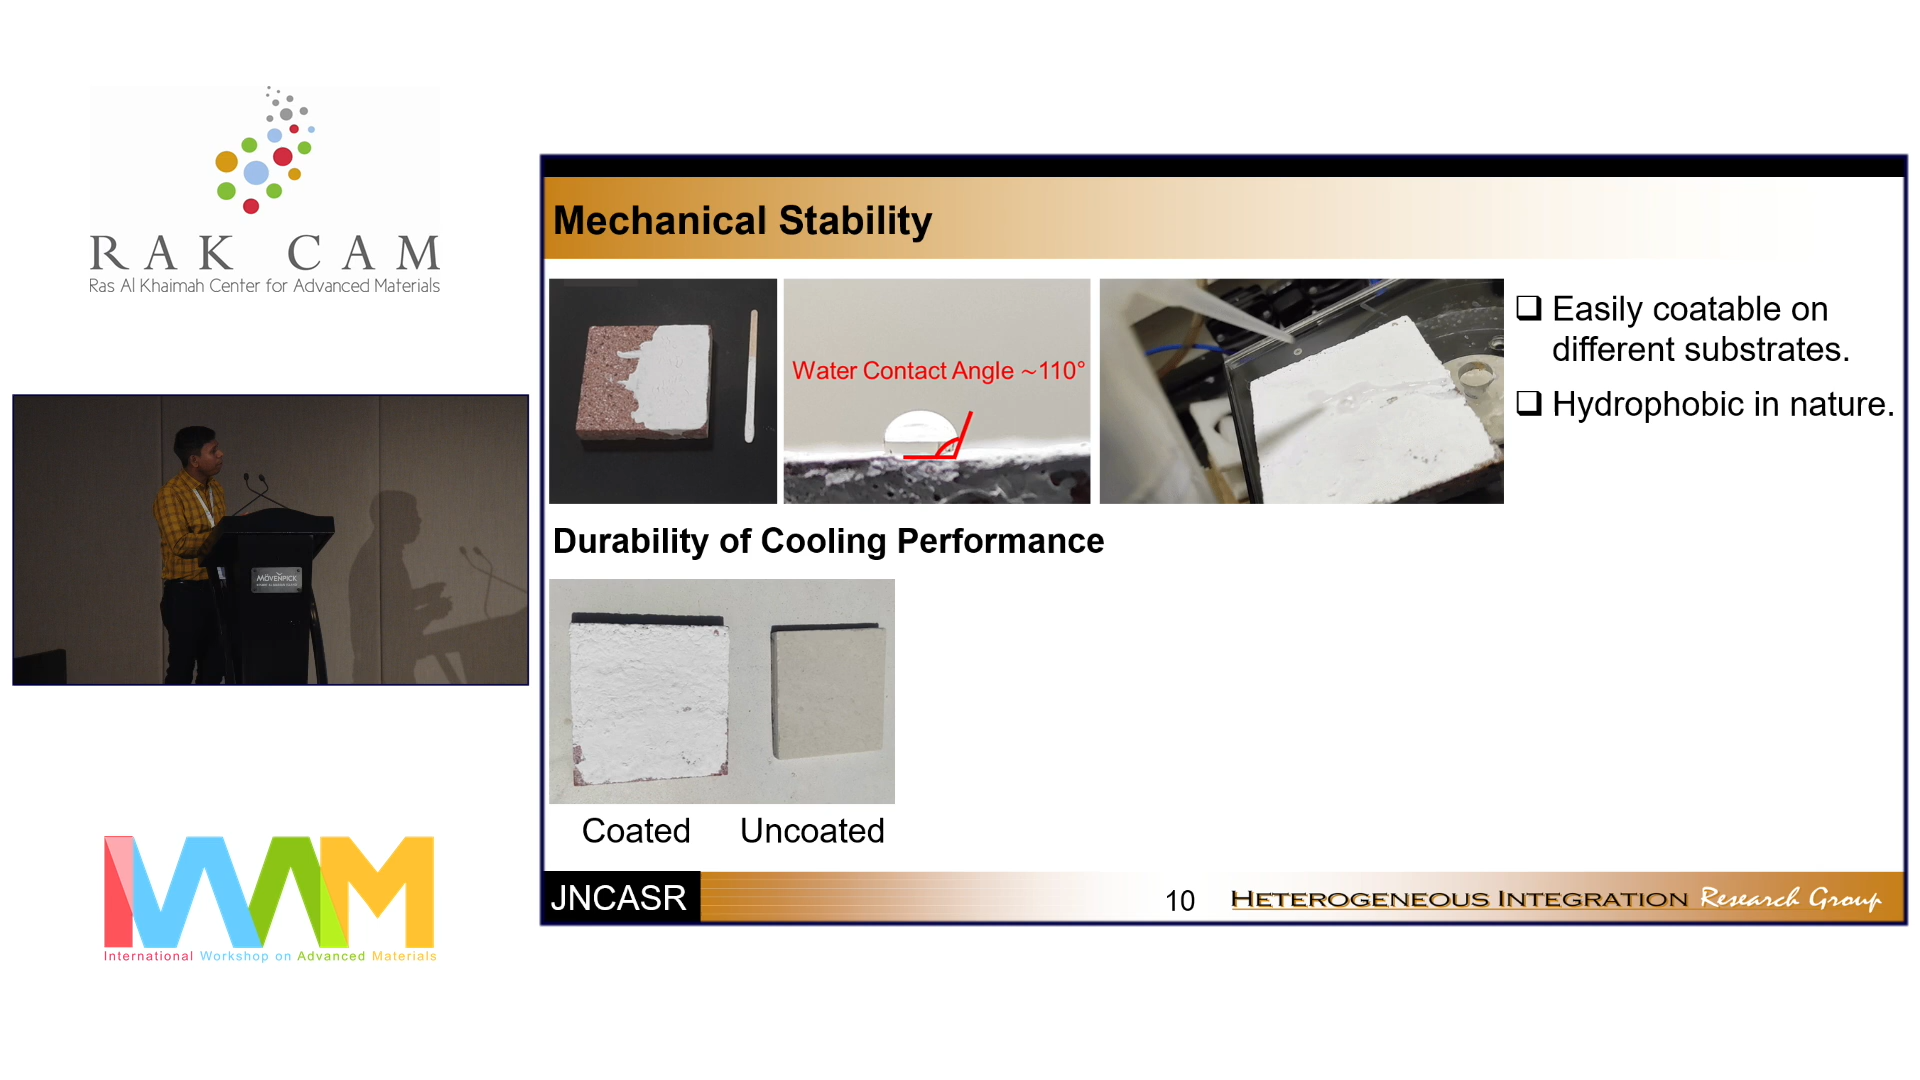 RAK CAM
Ras Al Khaimah Center for Advanced Materials
MÖVENPICK
International Workshop on Advanced Materials
Mechanical Stability
Water Contact Angle ~110°
❑ Easily coatable on
different substrates.
❑ Hydrophobic in nature.
Durability of Cooling Performance
Coated
Uncoated
JNCASR
10
HETEROGENEOUS INTEGRATION Research Group